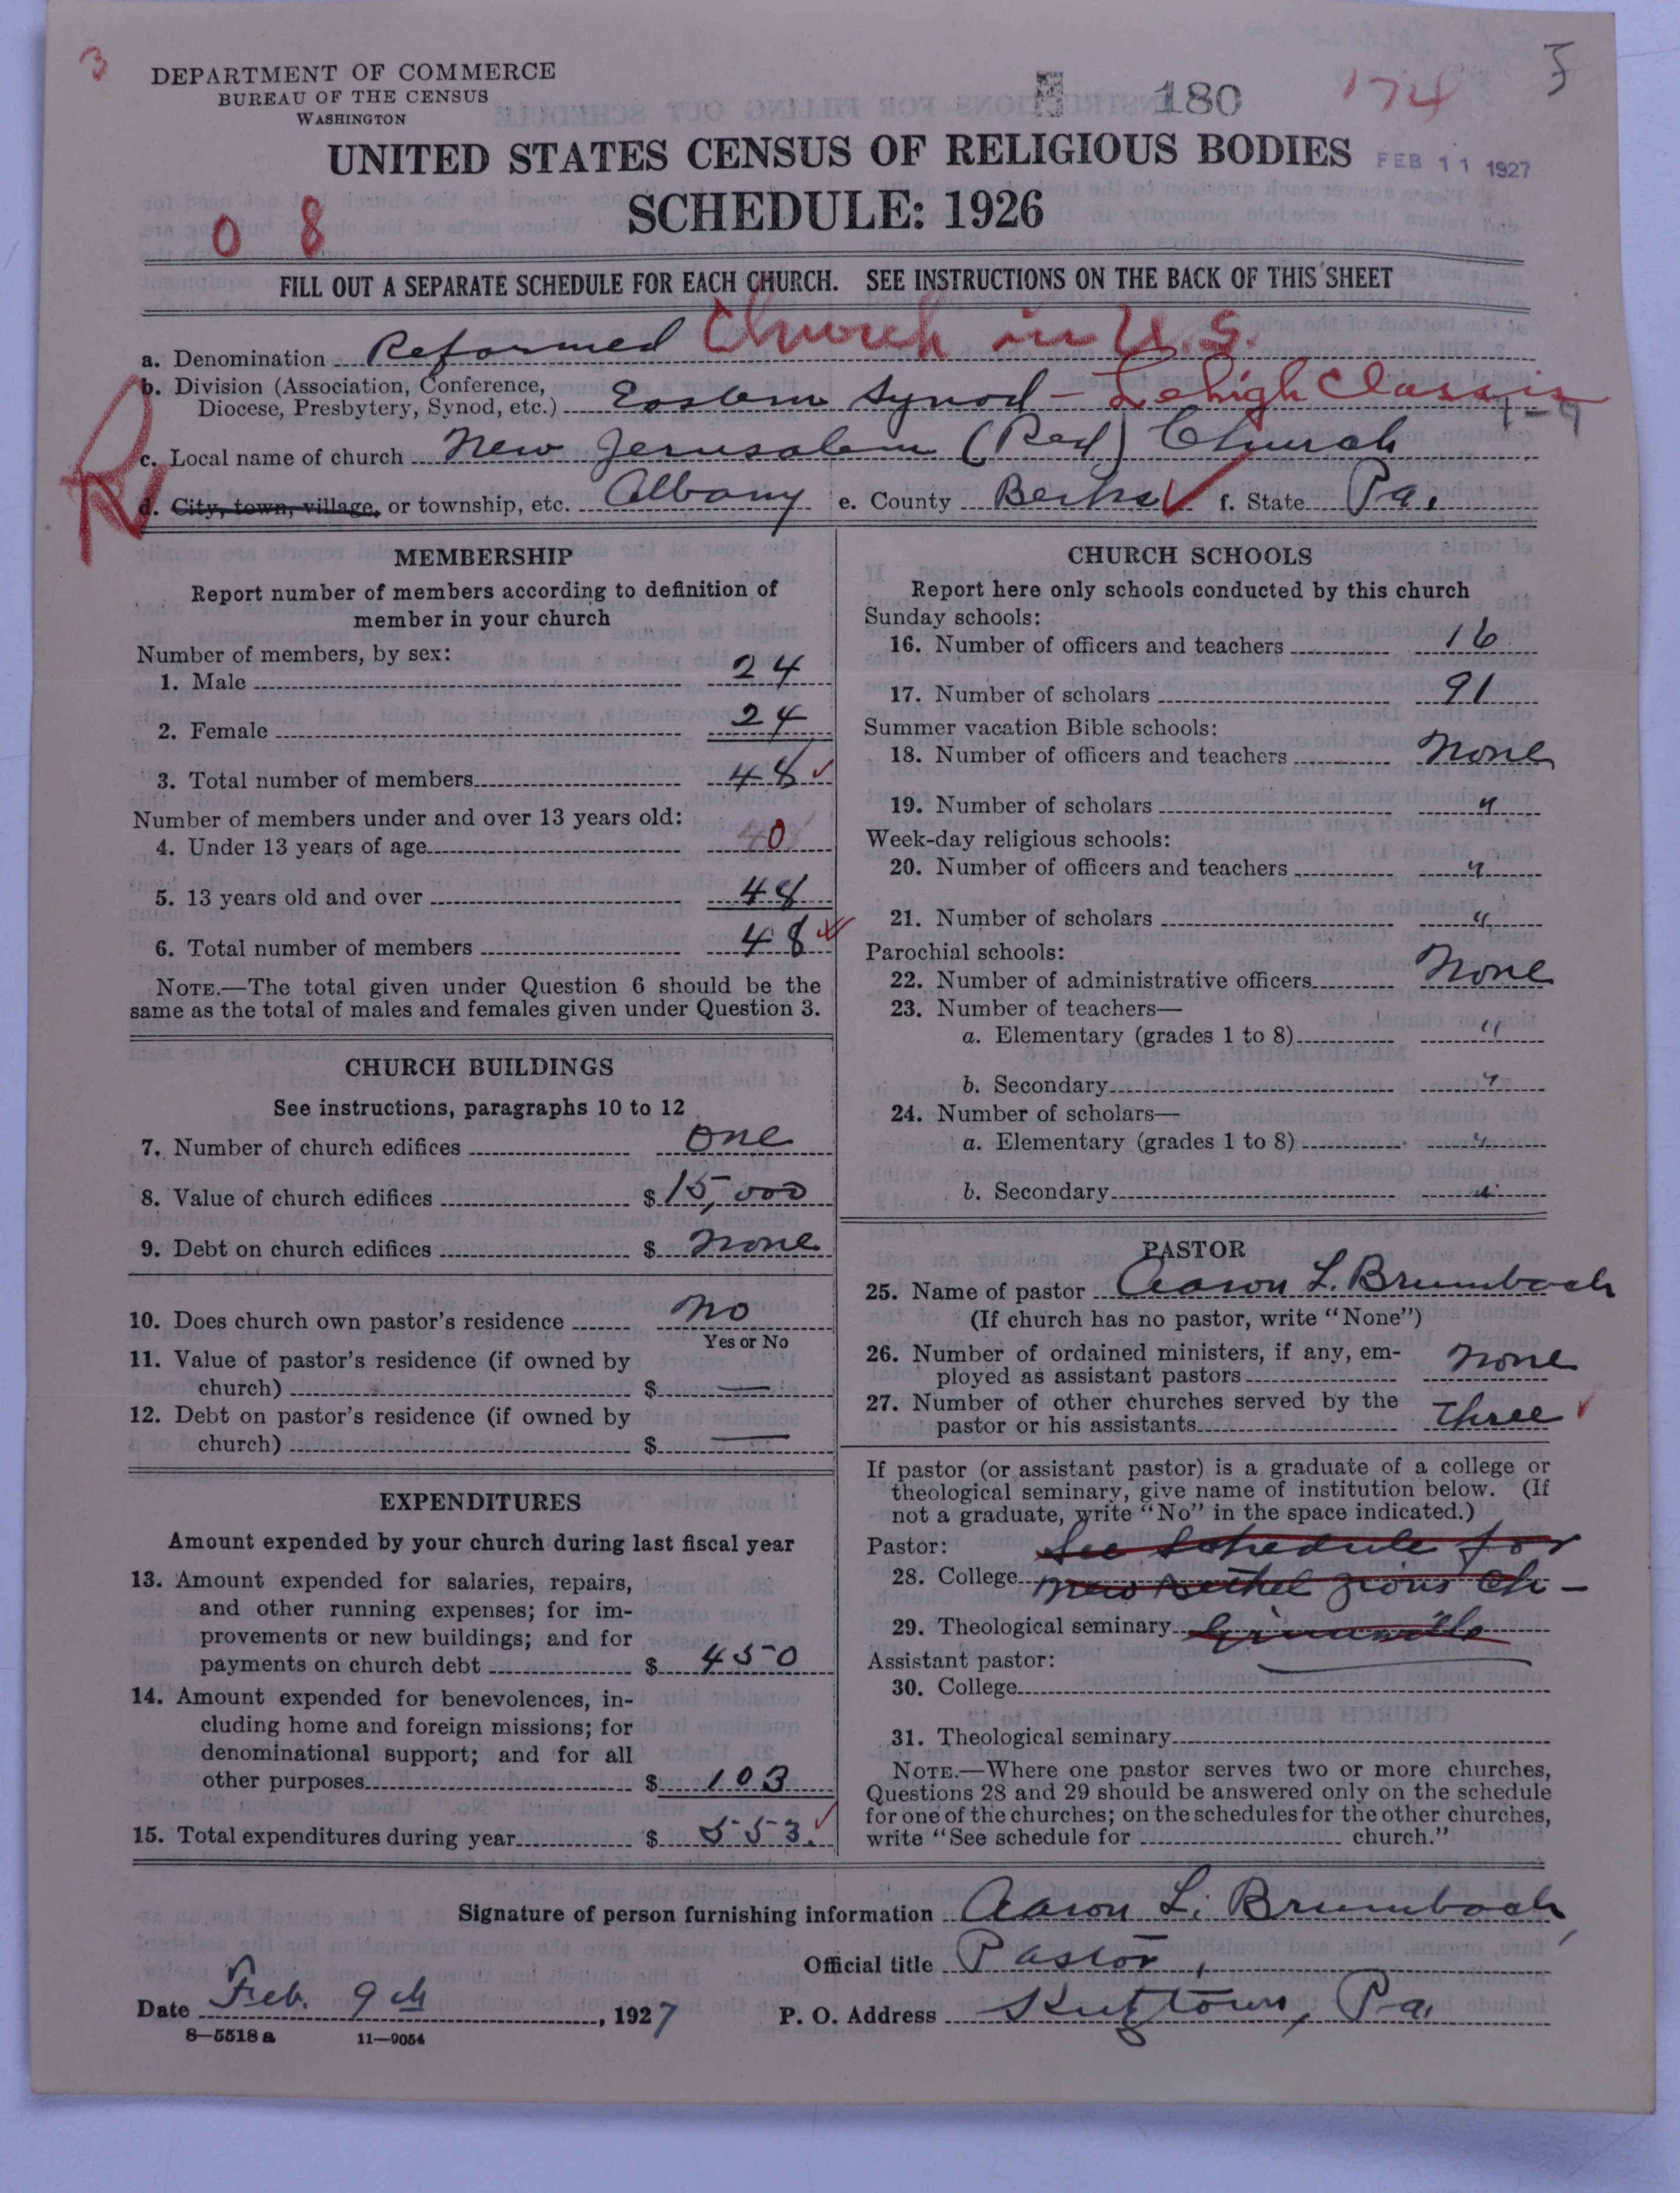 3
DEPARTMENT OF COMMERCE
BUREAU OF THE CENSUS
WASHINGTON
180
174
UNITED STATES CENSUS OF RELIGIOUS BODIES
FEB 11 1927
SCHEDULE: 1926
0 8
FILL OUT A SEPARATE SCHEDULE FOR EACH CHURCH. SEE INSTRUCTIONS ON THE BACK OF THIS SHEET
a. Denomination Reformed Church in U.S.
b. Division (Association, Conference,
Diocese, Presbytery, Synod, etc.) Eastern Synod - Lehigh Classis
c. Local name of church New Jerusalem (Red) Church
d. City, town, village, or township, etc. Albany e. County Berks f. State Pa.
R
MEMBERSHIP
Report number of members according to definition of
member in your church
Number of members, by sex:
1. Male 24
2. Female 24
3. Total number of members 48
Number of members under and over 13 years old:
4. Under 13 years of age 0
5. 13 years old and over 48
6. Total number of members 48
NOTE.—The total given under Question 6 should be the
same as the total of males and females given under Question 3.
CHURCH BUILDINGS
See instructions, paragraphs 10 to 12
7. Number of church edifices one
8. Value of church edifices $ 15,000
9. Debt on church edifices $ none
10. Does church own pastor's residence no
Yes or No
11. Value of pastor's residence (if owned by
church) $ —
12. Debt on pastor's residence (if owned by
church) $ —
EXPENDITURES
Amount expended by your church during last fiscal year
13. Amount expended for salaries, repairs,
and other running expenses; for im-
provements or new buildings; and for
payments on church debt $ 450
14. Amount expended for benevolences, in-
cluding home and foreign missions; for
denominational support; and for all
other purposes $ 103
15. Total expenditures during year $ 553.
CHURCH SCHOOLS
Report here only schools conducted by this church
Sunday schools:
16. Number of officers and teachers 16
17. Number of scholars 91
Summer vacation Bible schools:
18. Number of officers and teachers None
19. Number of scholars "
Week-day religious schools:
20. Number of officers and teachers "
21. Number of scholars "
Parochial schools:
22. Number of administrative officers None
23. Number of teachers—
a. Elementary (grades 1 to 8) "
b. Secondary "
24. Number of scholars—
a. Elementary (grades 1 to 8) "
b. Secondary "
PASTOR
25. Name of pastor Aaron L. Brumbach
(If church has no pastor, write "None")
26. Number of ordained ministers, if any, em-
ployed as assistant pastors none
27. Number of other churches served by the
pastor or his assistants three
If pastor (or assistant pastor) is a graduate of a college or
theological seminary, give name of institution below. (If
not a graduate, write "No" in the space indicated.)
Pastor: See Schedule for
28. College New Bethel Zion's Ch-
29. Theological seminary Grimville
Assistant pastor:
30. College
31. Theological seminary
NOTE.—Where one pastor serves two or more churches,
Questions 28 and 29 should be answered only on the schedule
for one of the churches; on the schedules for the other churches,
write "See schedule for church."
Signature of person furnishing information Aaron L. Brumbach,
Official title Pastor,
Date Feb. 9th, 1927 P. O. Address Kutztown, Pa.
8—5518 a 11—9054